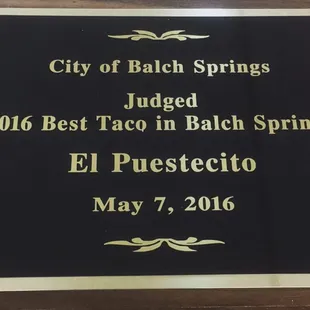 City of Balch Springs
Judged
016 Best Taco in Balch Sprin
El Puestecito
May 7, 2016